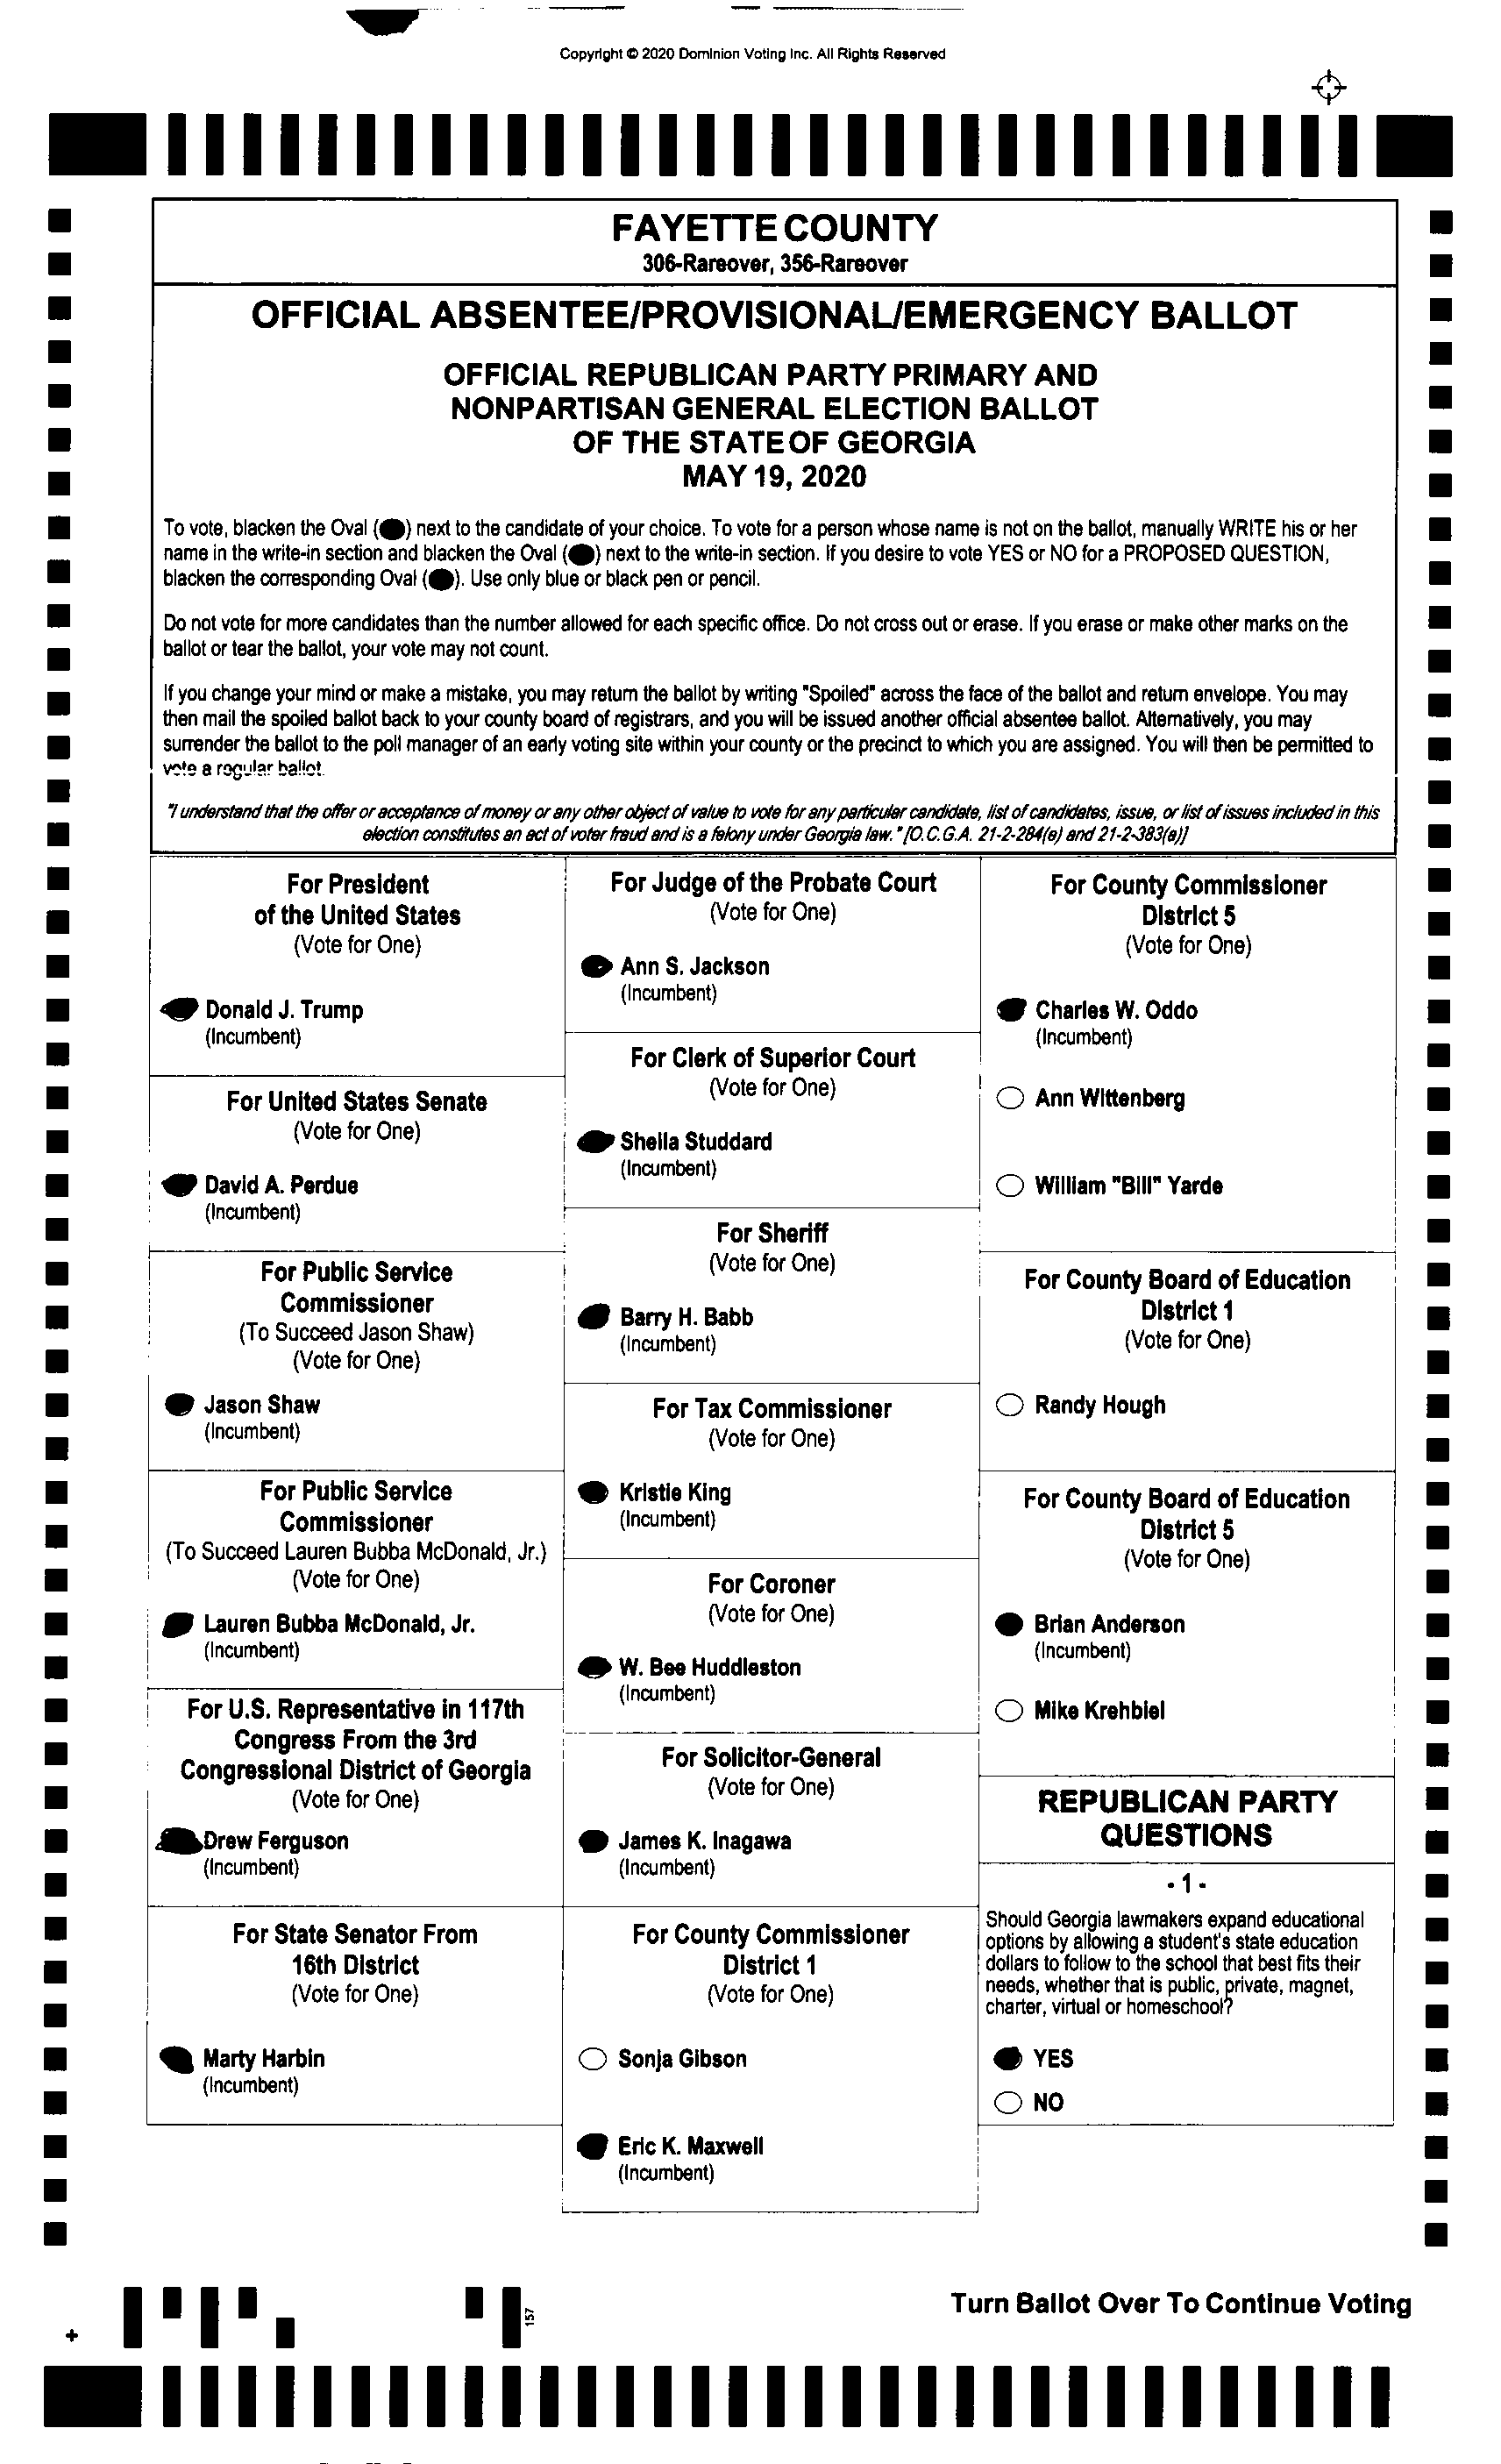 Copyright © 2020 Dominion Voting Inc. All Rights Reserved
FAYETTE COUNTY
306-Rareover, 356-Rareover
OFFICIAL ABSENTEE/PROVISIONAL/EMERGENCY BALLOT
OFFICIAL REPUBLICAN PARTY PRIMARY AND
NONPARTISAN GENERAL ELECTION BALLOT
OF THE STATE OF GEORGIA
MAY 19, 2020
To vote, blacken the Oval (⬬) next to the candidate of your choice. To vote for a person whose name is not on the ballot, manually WRITE his or her
name in the write-in section and blacken the Oval (⬬) next to the write-in section. If you desire to vote YES or NO for a PROPOSED QUESTION,
blacken the corresponding Oval (⬬). Use only blue or black pen or pencil.
Do not vote for more candidates than the number allowed for each specific office. Do not cross out or erase. If you erase or make other marks on the
ballot or tear the ballot, your vote may not count.
If you change your mind or make a mistake, you may return the ballot by writing "Spoiled" across the face of the ballot and return envelope. You may
then mail the spoiled ballot back to your county board of registrars, and you will be issued another official absentee ballot. Alternatively, you may
surrender the ballot to the poll manager of an early voting site within your county or the precinct to which you are assigned. You will then be permitted to
vote a regular ballot.
"I understand that the offer or acceptance of money or any other object of value to vote for any particular candidate, list of candidates, issue, or list of issues included in this
election constitutes an act of voter fraud and is a felony under Georgia law." [O.C.G.A. 21-2-284(e) and 21-2-383(a)]
For President
of the United States
(Vote for One)
Donald J. Trump
(Incumbent)
For United States Senate
(Vote for One)
David A. Perdue
(Incumbent)
For Public Service
Commissioner
(To Succeed Jason Shaw)
(Vote for One)
Jason Shaw
(Incumbent)
For Public Service
Commissioner
(To Succeed Lauren Bubba McDonald, Jr.)
(Vote for One)
Lauren Bubba McDonald, Jr.
(Incumbent)
For U.S. Representative in 117th
Congress From the 3rd
Congressional District of Georgia
(Vote for One)
Drew Ferguson
(Incumbent)
For State Senator From
16th District
(Vote for One)
Marty Harbin
(Incumbent)
For Judge of the Probate Court
(Vote for One)
Ann S. Jackson
(Incumbent)
For Clerk of Superior Court
(Vote for One)
Sheila Studdard
(Incumbent)
For Sheriff
(Vote for One)
Barry H. Babb
(Incumbent)
For Tax Commissioner
(Vote for One)
Kristie King
(Incumbent)
For Coroner
(Vote for One)
W. Bee Huddleston
(Incumbent)
For Solicitor-General
(Vote for One)
James K. Inagawa
(Incumbent)
For County Commissioner
District 1
(Vote for One)
Sonja Gibson
Eric K. Maxwell
(Incumbent)
For County Commissioner
District 5
(Vote for One)
Charles W. Oddo
(Incumbent)
Ann Wittenberg
William "Bill" Yarde
For County Board of Education
District 1
(Vote for One)
Randy Hough
For County Board of Education
District 5
(Vote for One)
Brian Anderson
(Incumbent)
Mike Krehbiel
REPUBLICAN PARTY
QUESTIONS
- 1 -
Should Georgia lawmakers expand educational
options by allowing a student's state education
dollars to follow to the school that best fits their
needs, whether that is public, private, magnet,
charter, virtual or homeschool?
YES
NO
Turn Ballot Over To Continue Voting
157